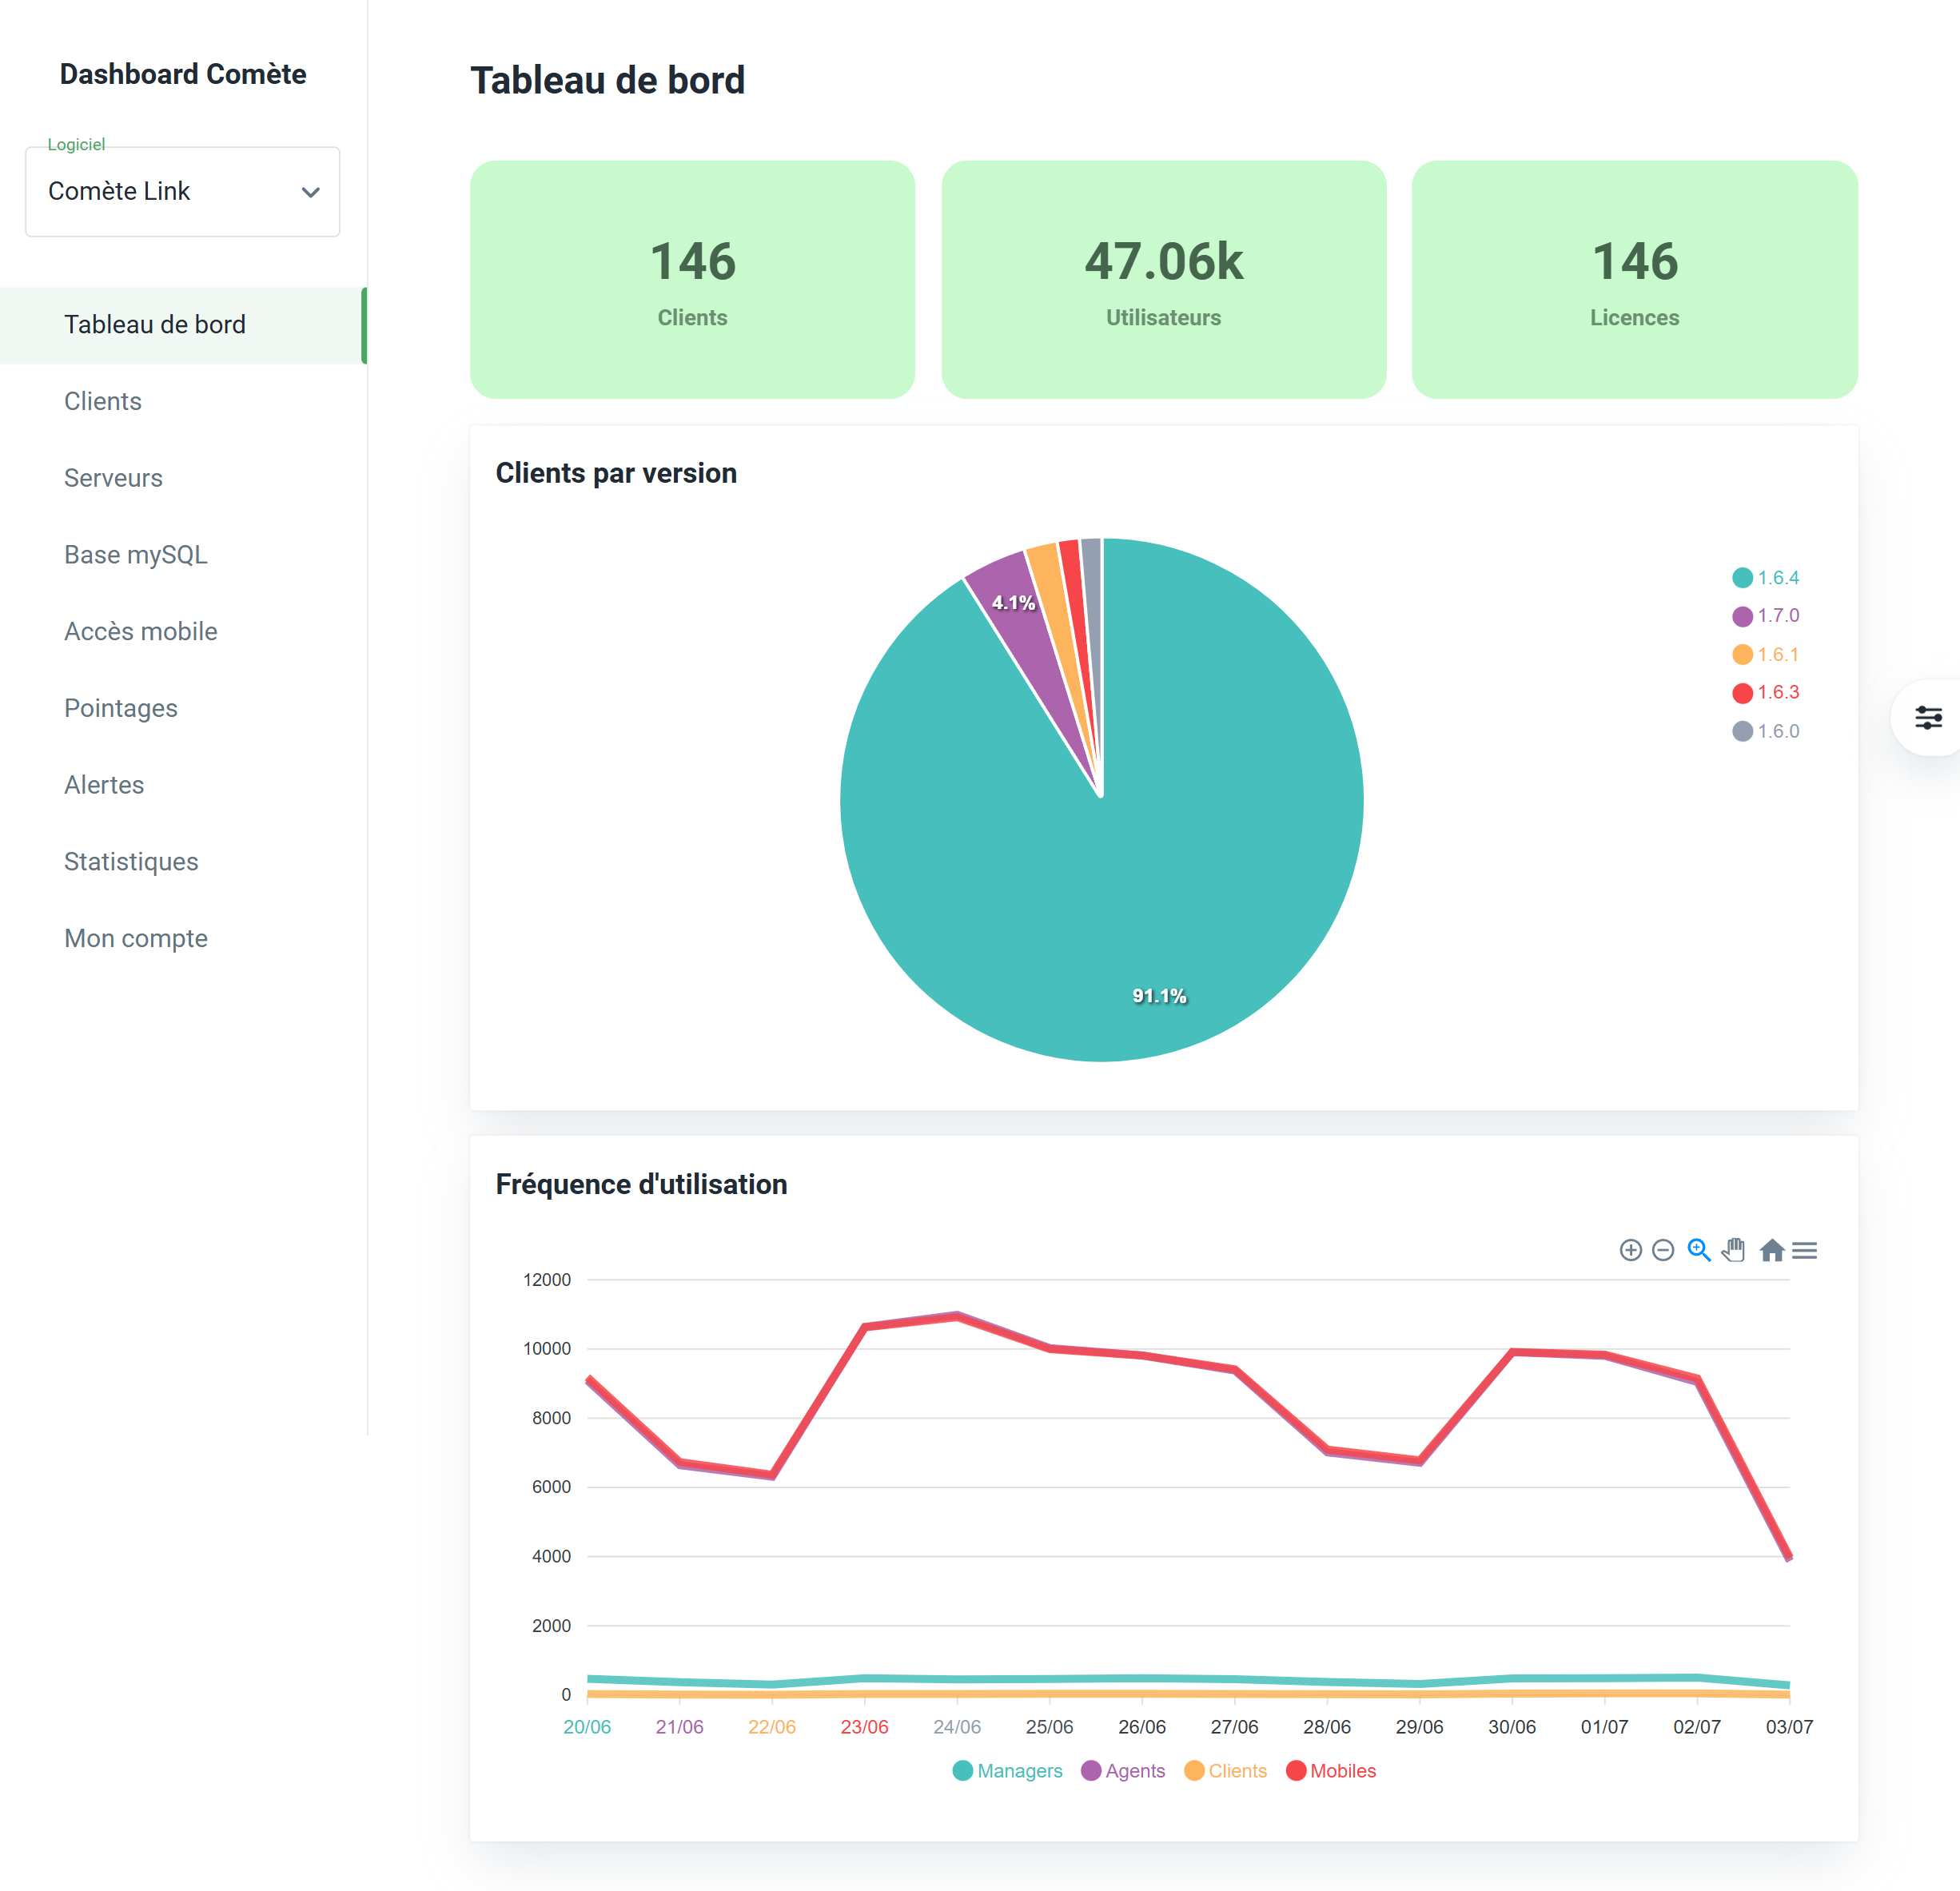 Dashboard Comète
Logiciel
Comète Link
Tableau de bord
Clients
Serveurs
Base mySQL
Accès mobile
Pointages
Alertes
Statistiques
Mon compte
Tableau de bord
146
Clients
47.06k
Utilisateurs
146
Licences
Clients par version
4.1%
91.1%
1.6.4
1.7.0
1.6.1
1.6.3
1.6.0
Fréquence d'utilisation
12000
10000
8000
6000
4000
2000
0
20/06 21/06 22/06 23/06 24/06 25/06 26/06 27/06 28/06 29/06 30/06 01/07 02/07 03/07
Managers Agents Clients Mobiles